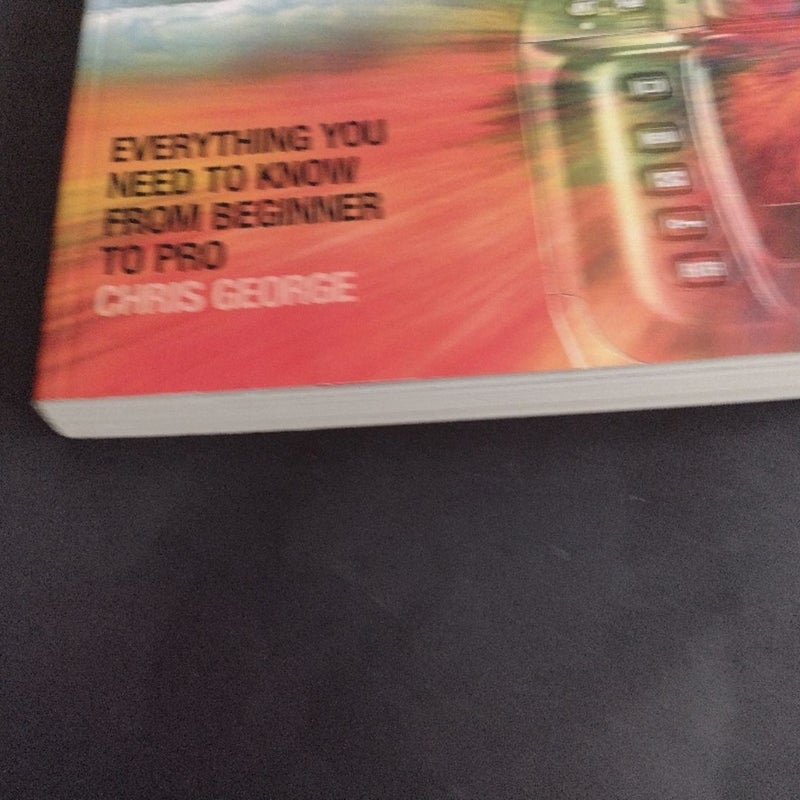 EVERYTHING YOU
NEED TO KNOW
FROM BEGINNER
TO PRO
CHRIS GEORGE